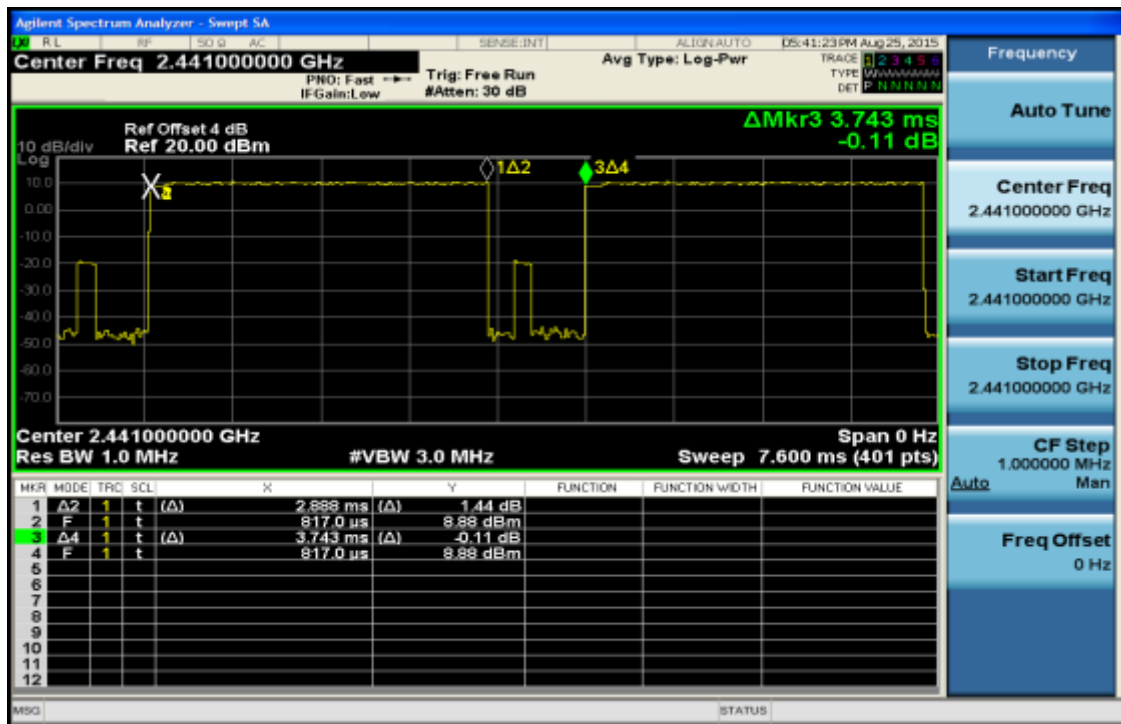 Agilent Spectrum Analyzer - Swept SA
RL RF 50 Ω AC SENSE:INT ALIGNAUTO 05:41:23 PM Aug 25, 2015
Center Freq 2.441000000 GHz
PNO: Fast
IFGain:Low
Trig: Free Run
#Atten: 30 dB
Avg Type: Log-Pwr
TRACE 1 2 3 4 5 6
TYPE
DET P N N N N N
ΔMkr3 3.743 ms
-0.11 dB
Ref Offset 4 dB
10 dB/div Ref 20.00 dBm
Log
1Δ2
3Δ4
10.0
0.00
-10.0
-20.0
-30.0
-40.0
-50.0
-60.0
-70.0
Center 2.441000000 GHz Span 0 Hz
Res BW 1.0 MHz #VBW 3.0 MHz Sweep 7.600 ms (401 pts)
MKR MODE TRC SCL X Y FUNCTION FUNCTION WIDTH FUNCTION VALUE
1 Δ2 1 t (Δ) 2.888 ms (Δ) 1.44 dB
2 F 1 t 817.0 µs 8.88 dBm
3 Δ4 1 t (Δ) 3.743 ms (Δ) -0.11 dB
4 F 1 t 817.0 µs 8.88 dBm
5
6
7
8
9
10
11
12
MSG STATUS
Frequency
Auto Tune
Center Freq
2.441000000 GHz
Start Freq
2.441000000 GHz
Stop Freq
2.441000000 GHz
CF Step
1.000000 MHz
Auto Man
Freq Offset
0 Hz